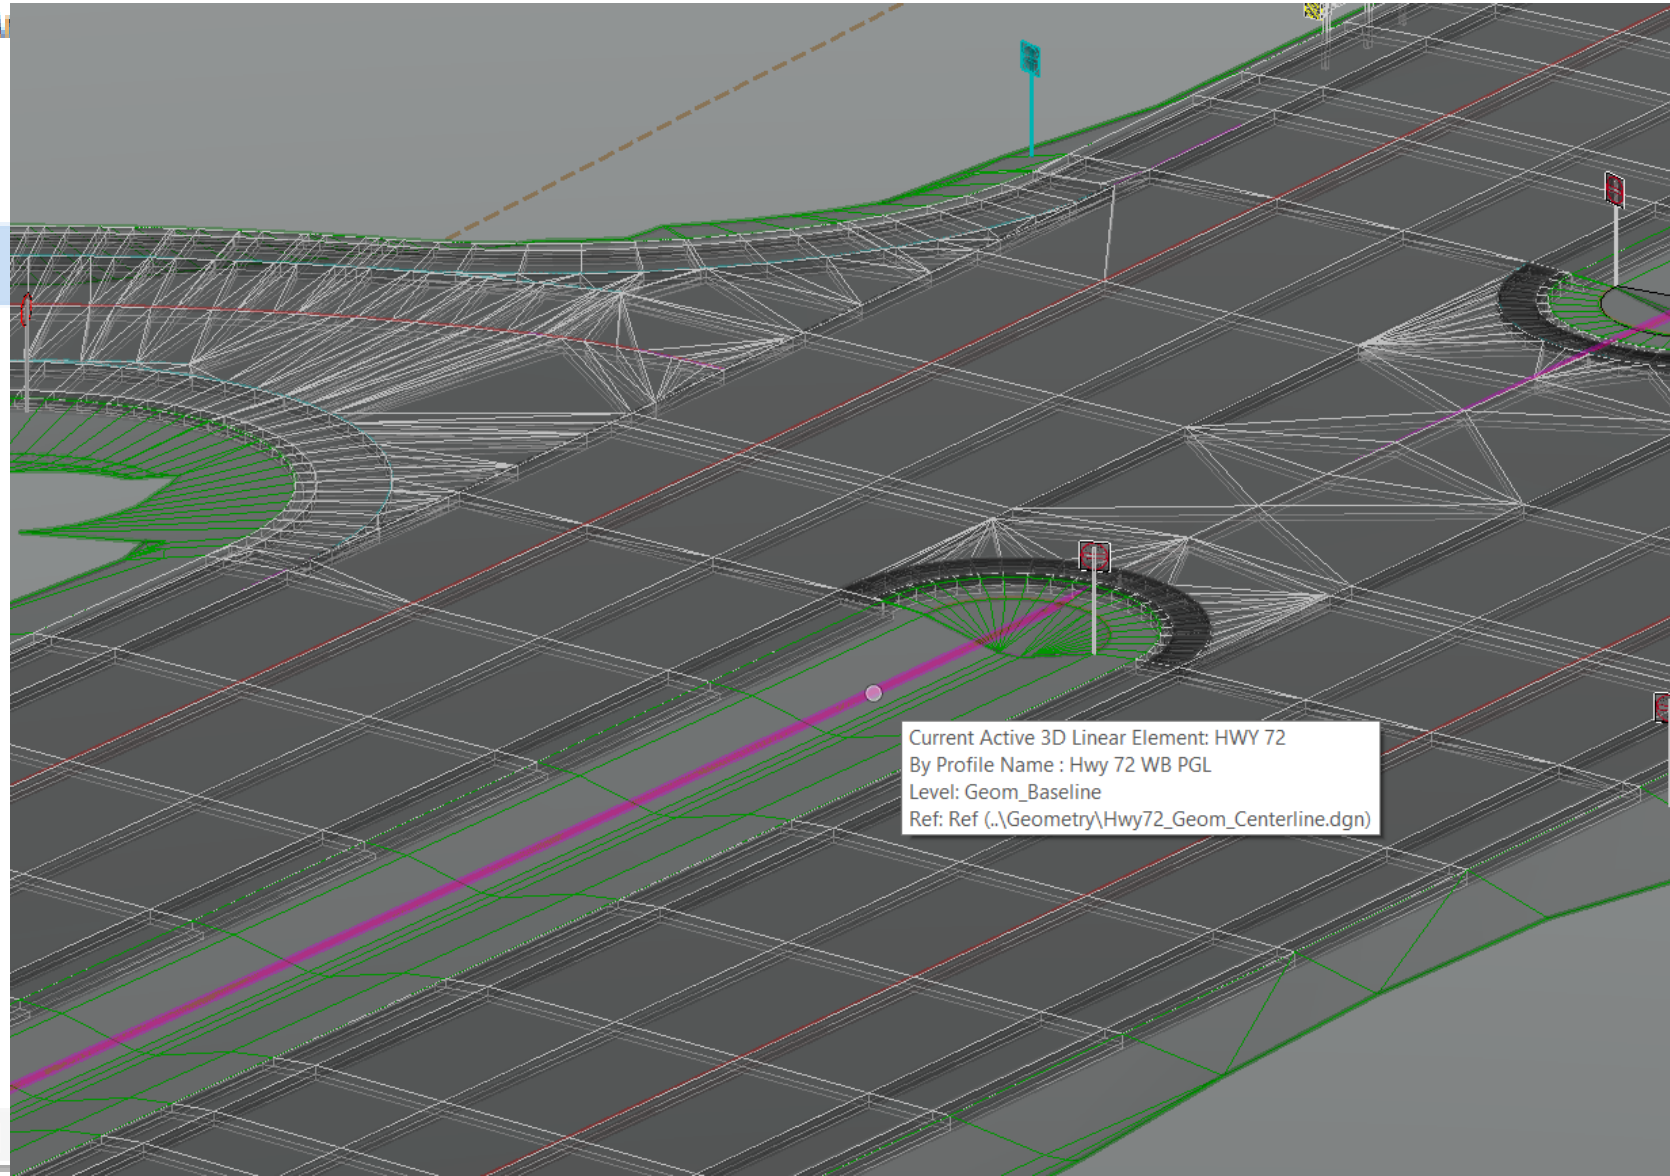 Current Active 3D Linear Element: HWY 72
By Profile Name : Hwy 72 WB PGL
Level: Geom_Baseline
Ref: Ref (..\Geometry\Hwy72_Geom_Centerline.dgn)